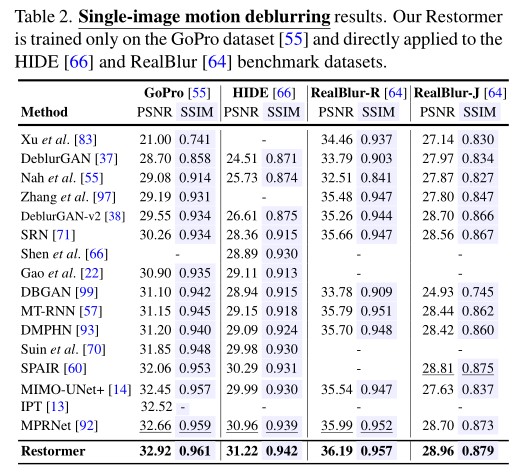 Table 2. Single-image motion deblurring results. Our Restormer
is trained only on the GoPro dataset [55] and directly applied to the
HIDE [66] and RealBlur [64] benchmark datasets.
GoPro [55] HIDE [66] RealBlur-R [64] RealBlur-J [64]
Method PSNR SSIM PSNR SSIM PSNR SSIM PSNR SSIM
Xu et al. [83] 21.00 0.741 - 34.46 0.937 27.14 0.830
DeblurGAN [37] 28.70 0.858 24.51 0.871 33.79 0.903 27.97 0.834
Nah et al. [55] 29.08 0.914 25.73 0.874 32.51 0.841 27.87 0.827
Zhang et al. [97] 29.19 0.931 - 35.48 0.947 27.80 0.847
DeblurGAN-v2 [38] 29.55 0.934 26.61 0.875 35.26 0.944 28.70 0.866
SRN [71] 30.26 0.934 28.36 0.915 35.66 0.947 28.56 0.867
Shen et al. [66] - 28.89 0.930 - -
Gao et al. [22] 30.90 0.935 29.11 0.913 - -
DBGAN [99] 31.10 0.942 28.94 0.915 33.78 0.909 24.93 0.745
MT-RNN [57] 31.15 0.945 29.15 0.918 35.79 0.951 28.44 0.862
DMPHN [93] 31.20 0.940 29.09 0.924 35.70 0.948 28.42 0.860
Suin et al. [70] 31.85 0.948 29.98 0.930 - -
SPAIR [60] 32.06 0.953 30.29 0.931 - 28.81 0.875
MIMO-UNet+ [14] 32.45 0.957 29.99 0.930 35.54 0.947 27.63 0.837
IPT [13] 32.52 - - - -
MPRNet [92] 32.66 0.959 30.96 0.939 35.99 0.952 28.70 0.873
Restormer 32.92 0.961 31.22 0.942 36.19 0.957 28.96 0.879